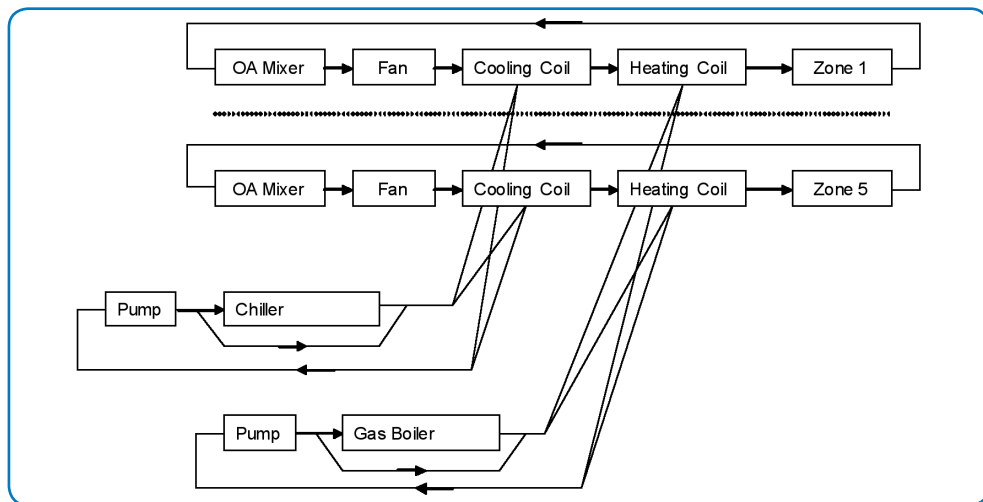 OA Mixer Fan Cooling Coil Heating Coil Zone 1
OA Mixer Fan Cooling Coil Heating Coil Zone 5
Pump Chiller
Pump Gas Boiler